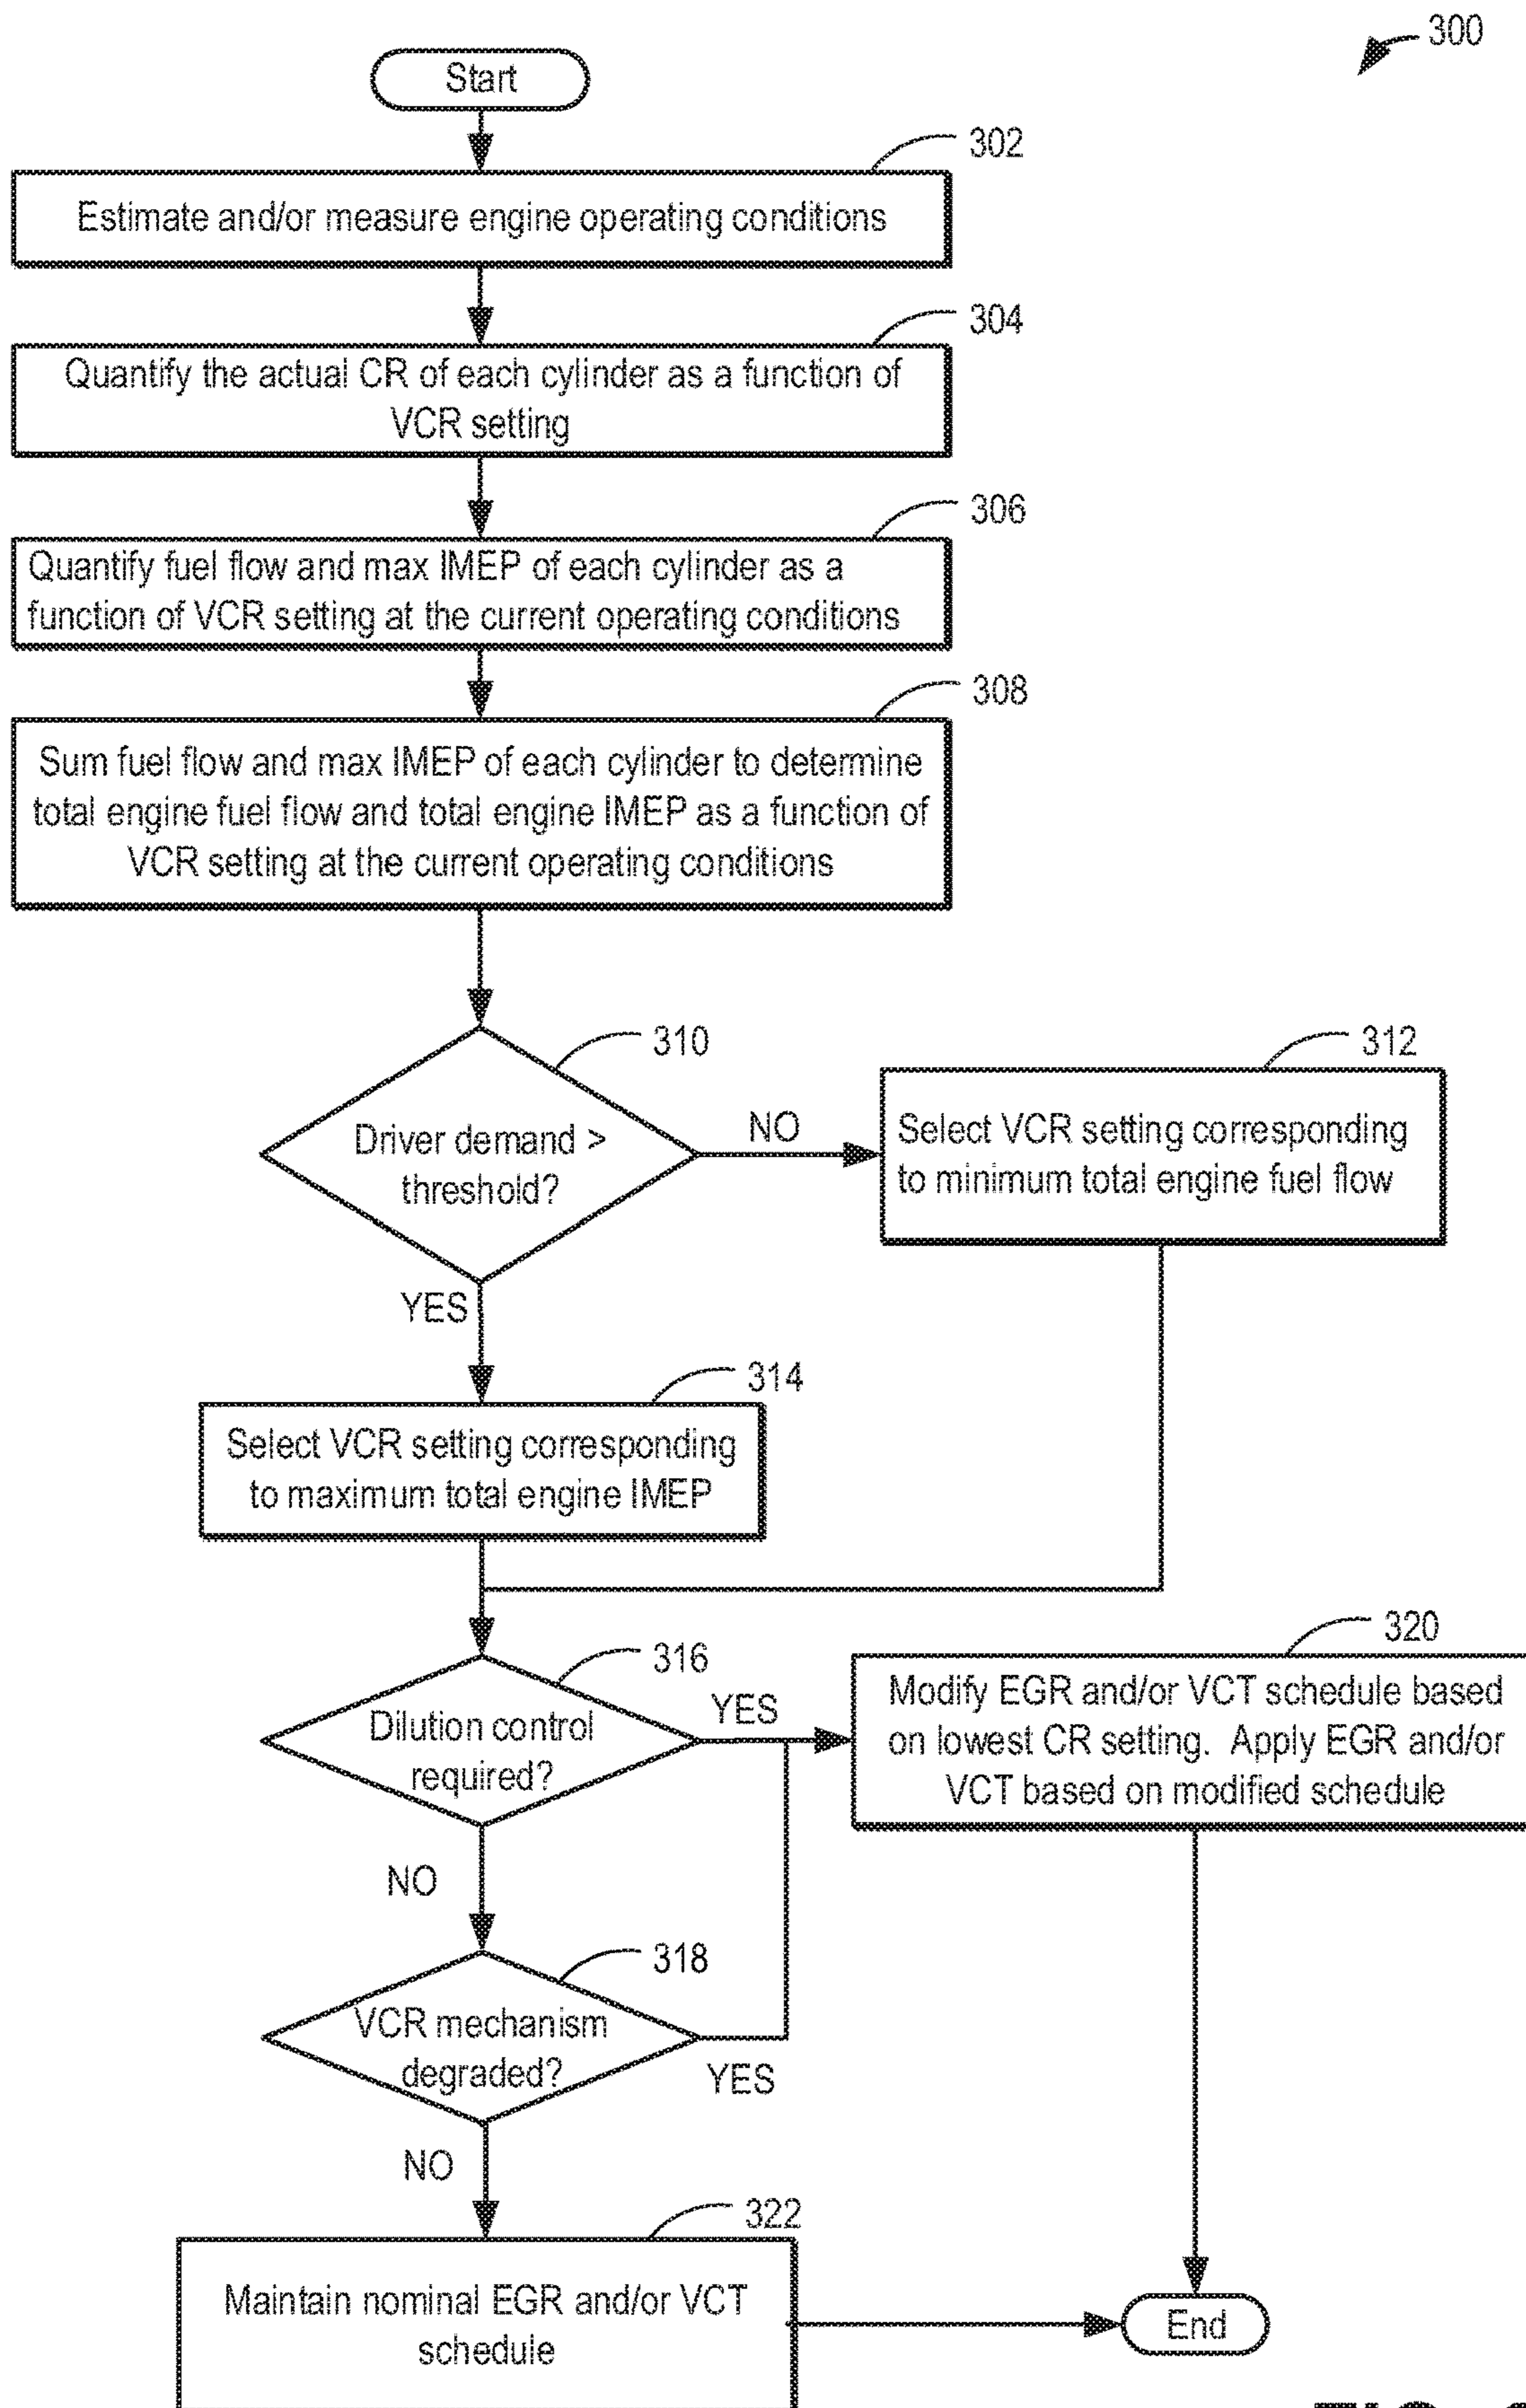 300
Start
302
Estimate and/or measure engine operating conditions
304
Quantify the actual CR of each cylinder as a function of
VCR setting
306
Quantify fuel flow and max IMEP of each cylinder as a
function of VCR setting at the current operating conditions
308
Sum fuel flow and max IMEP of each cylinder to determine
total engine fuel flow and total engine IMEP as a function of
VCR setting at the current operating conditions
310
Driver demand >
threshold?
NO
312
Select VCR setting corresponding
to minimum total engine fuel flow
YES
314
Select VCR setting corresponding
to maximum total engine IMEP
316
Dilution control
required?
YES
320
Modify EGR and/or VCT schedule based
on lowest CR setting. Apply EGR and/or
VCT based on modified schedule
NO
318
VCR mechanism
degraded?
YES
NO
322
Maintain nominal EGR and/or VCT
schedule
End